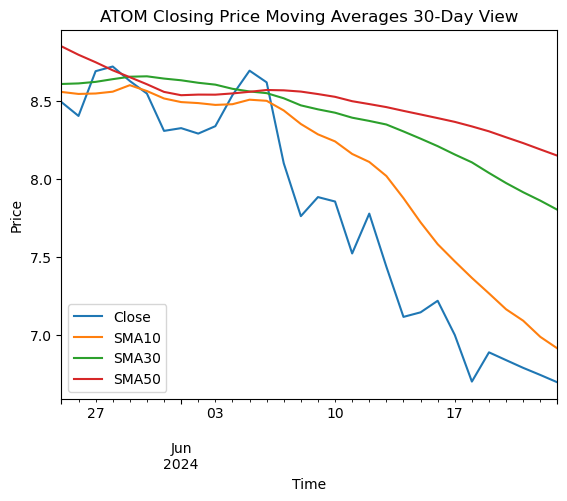 ATOM Closing Price Moving Averages 30-Day View
Price
8.5
8.0
7.5
7.0
Close
SMA10
SMA30
SMA50
27
03
10
17
Jun
2024
Time